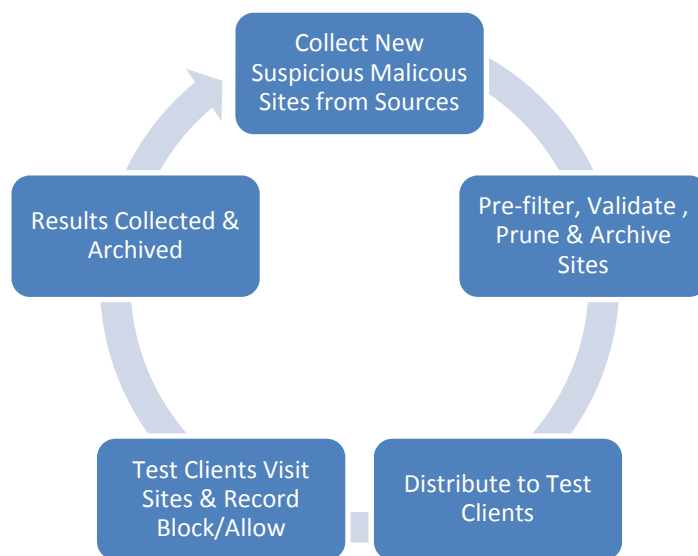 Collect New
Suspicious Malicous
Sites from Sources
Pre-filter, Validate ,
Prune & Archive
Sites
Distribute to Test
Clients
Test Clients Visit
Sites & Record
Block/Allow
Results Collected &
Archived